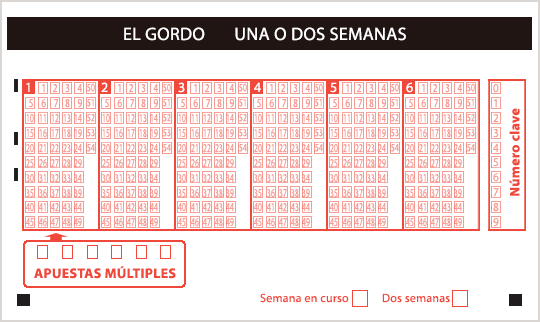 EL GORDO UNA O DOS SEMANAS
1 1 2 3 4 50 2 1 2 3 4 50 3 1 2 3 4 50 4 1 2 3 4 50 5 1 2 3 4 50 6 1 2 3 4 50 0
5 6 7 8 9 51 5 6 7 8 9 51 5 6 7 8 9 51 5 6 7 8 9 51 5 6 7 8 9 51 5 6 7 8 9 51 1
10 11 12 13 14 52 10 11 12 13 14 52 10 11 12 13 14 52 10 11 12 13 14 52 10 11 12 13 14 52 10 11 12 13 14 52 2
15 16 17 18 19 53 15 16 17 18 19 53 15 16 17 18 19 53 15 16 17 18 19 53 15 16 17 18 19 53 15 16 17 18 19 53 3
20 21 22 23 24 54 20 21 22 23 24 54 20 21 22 23 24 54 20 21 22 23 24 54 20 21 22 23 24 54 20 21 22 23 24 54 4
25 26 27 28 29 25 26 27 28 29 25 26 27 28 29 25 26 27 28 29 25 26 27 28 29 25 26 27 28 29 5
30 31 32 33 34 30 31 32 33 34 30 31 32 33 34 30 31 32 33 34 30 31 32 33 34 30 31 32 33 34 6
35 36 37 38 39 35 36 37 38 39 35 36 37 38 39 35 36 37 38 39 35 36 37 38 39 35 36 37 38 39 7
40 41 42 43 44 40 41 42 43 44 40 41 42 43 44 40 41 42 43 44 40 41 42 43 44 40 41 42 43 44 8
45 46 47 48 49 45 46 47 48 49 45 46 47 48 49 45 46 47 48 49 45 46 47 48 49 45 46 47 48 49 9
Número clave
APUESTAS MÚLTIPLES
Semana en curso Dos semanas